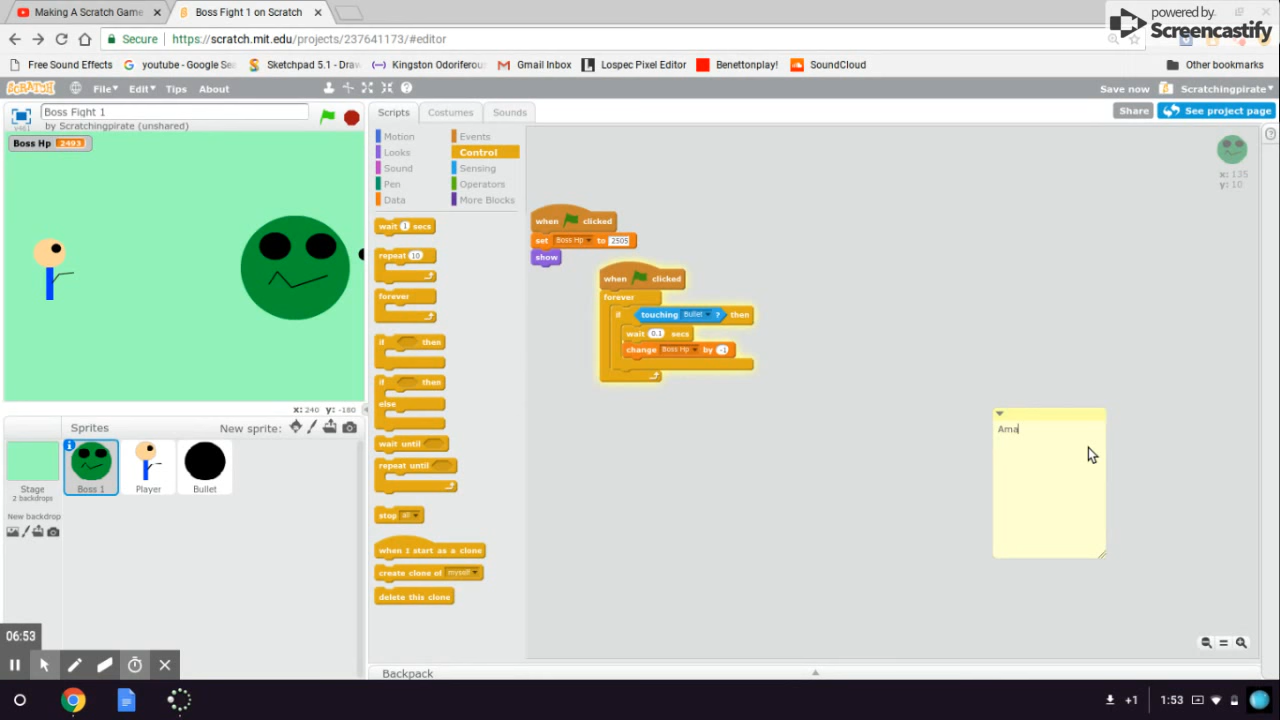 Making A Scratch Game
Boss Fight 1 on Scratch
powered by
Screencastify
Secure
https://scratch.mit.edu/projects/237641173/#editor
Free Sound Effects
youtube - Google Se
Sketchpad 5.1 - Draw
Kingston Odoriferou
Gmail Inbox
Lospec Pixel Editor
Benettonplay!
SoundCloud
Other bookmarks
SCRATCH
File
Edit
Tips
About
Save now
Scratchingpirate
Boss Fight 1
by Scratchingpirate (unshared)
v461
Scripts
Costumes
Sounds
Share
See project page
Boss Hp 2493
Motion
Events
Looks
Control
Sound
Sensing
Pen
Operators
Data
More Blocks
x: 135
y: 10
wait 1 secs
repeat 10
forever
if then
if then
else
wait until
repeat until
stop all
when I start as a clone
create clone of myself
delete this clone
when clicked
set Boss Hp to 2505
show
when clicked
forever
if touching Bullet ? then
wait 0.1 secs
change Boss Hp by -1
Ama
x: 240 y: -180
Sprites
New sprite:
Stage
2 backdrops
New backdrop
Boss 1
Player
Bullet
06:53
Backpack
+1
1:53